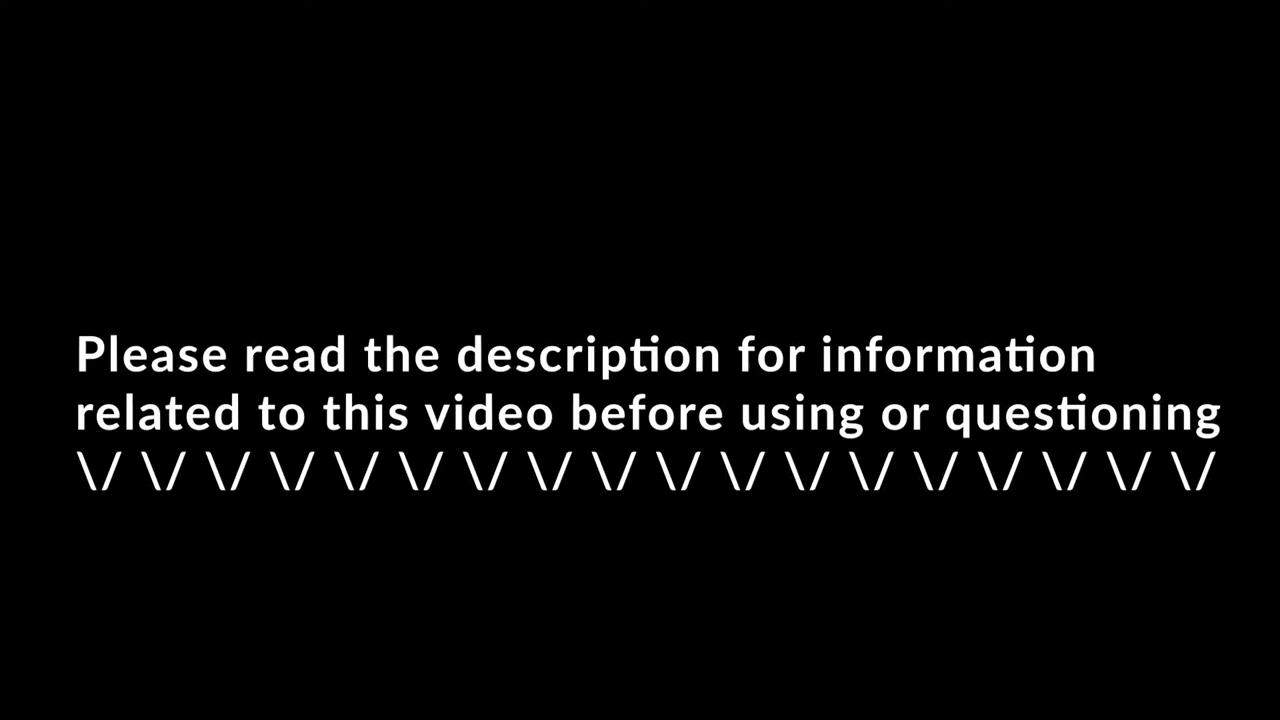 Please read the description for information
related to this video before using or questioning
\/ \/ \/ \/ \/ \/ \/ \/ \/ \/ \/ \/ \/ \/ \/ \/ \/ \/